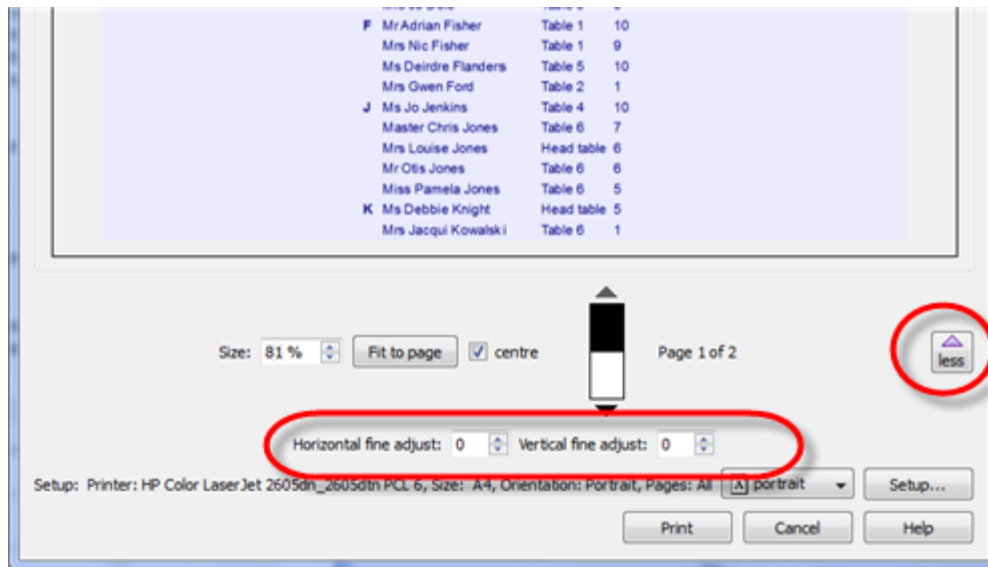 F Mr Adrian Fisher Table 1 10
Mrs Nic Fisher Table 1 9
Ms Deirdre Flanders Table 5 10
Mrs Gwen Ford Table 2 1
J Ms Jo Jenkins Table 4 10
Master Chris Jones Table 6 7
Mrs Louise Jones Head table 6
Mr Otis Jones Table 6 6
Miss Pamela Jones Table 6 5
K Ms Debbie Knight Head table 5
Mrs Jacqui Kowalski Table 6 1
Size: 81 % Fit to page centre Page 1 of 2 less
Horizontal fine adjust: 0 Vertical fine adjust: 0
Setup: Printer: HP Color LaserJet 2605dn_2605dtn PCL 6, Size: A4, Orientation: Portrait, Pages: All A portrait Setup...
Print Cancel Help